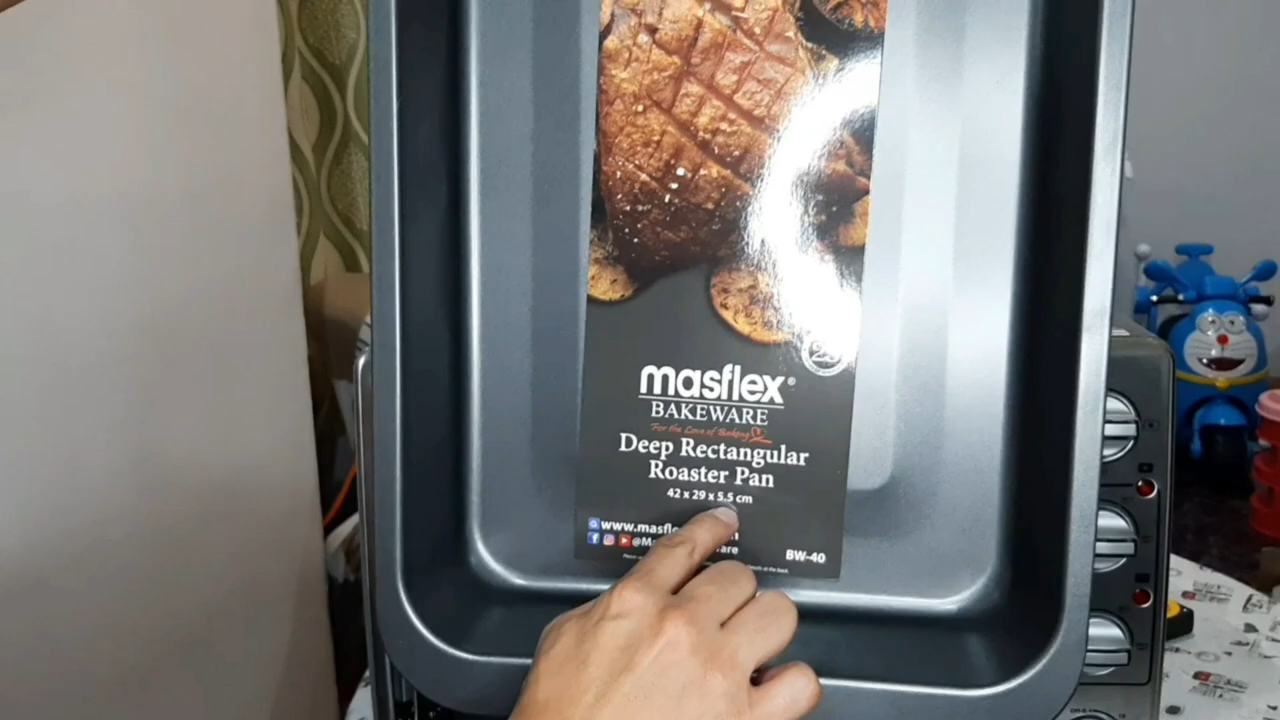 masflex®
BAKEWARE
For the Love of Baking
Deep Rectangular
Roaster Pan
42 x 29 x 5.5 cm
www.masfle
@Ma
BW-40